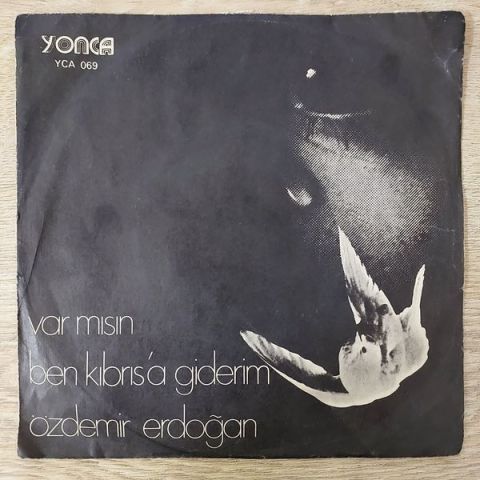 YONCA
YCA 069
var mısın
ben kıbrıs'a giderim
özdemir erdoğan